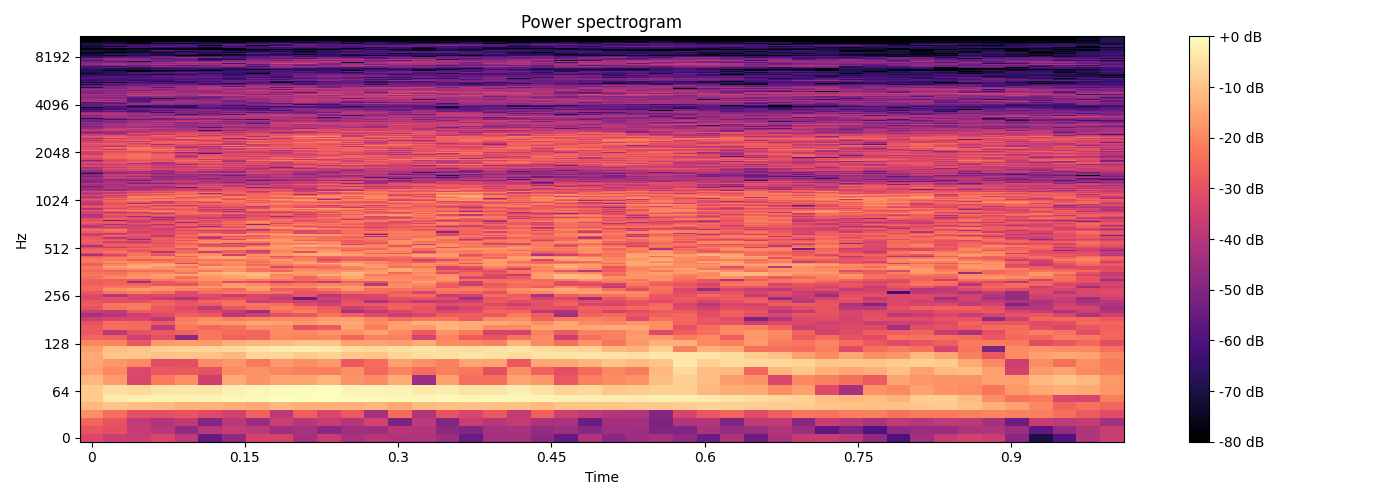 Power spectrogram
Hz
8192
4096
2048
1024
512
256
128
64
0
0 0.15 0.3 0.45 0.6 0.75 0.9
Time
+0 dB
-10 dB
-20 dB
-30 dB
-40 dB
-50 dB
-60 dB
-70 dB
-80 dB